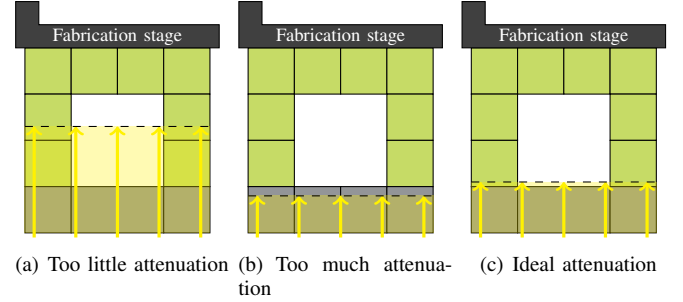 Fabrication stage
Fabrication stage
Fabrication stage
(a) Too little attenuation
(b) Too much attenua-
tion
(c) Ideal attenuation